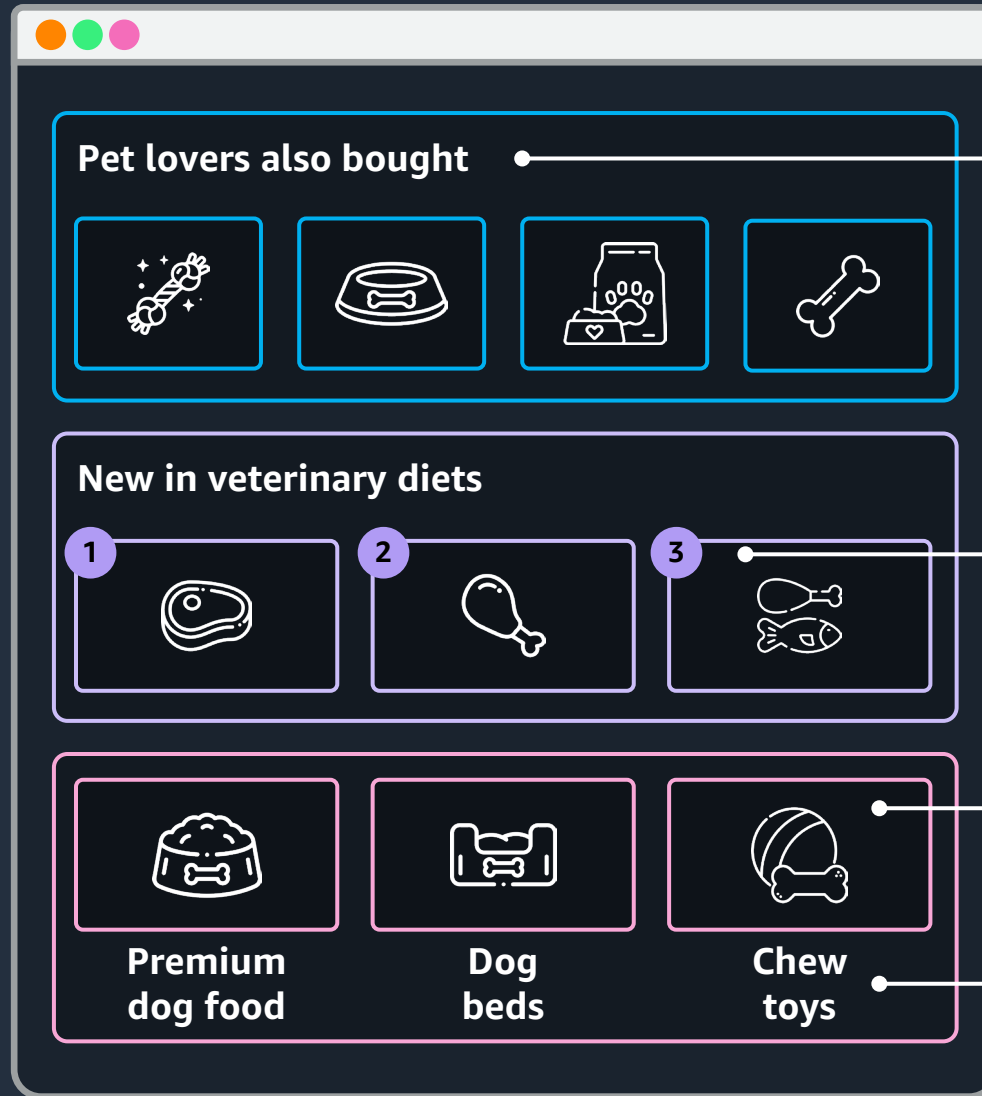 Pet lovers also bought
New in veterinary diets
1
2
3
Premium
dog food
Dog
beds
Chew
toys